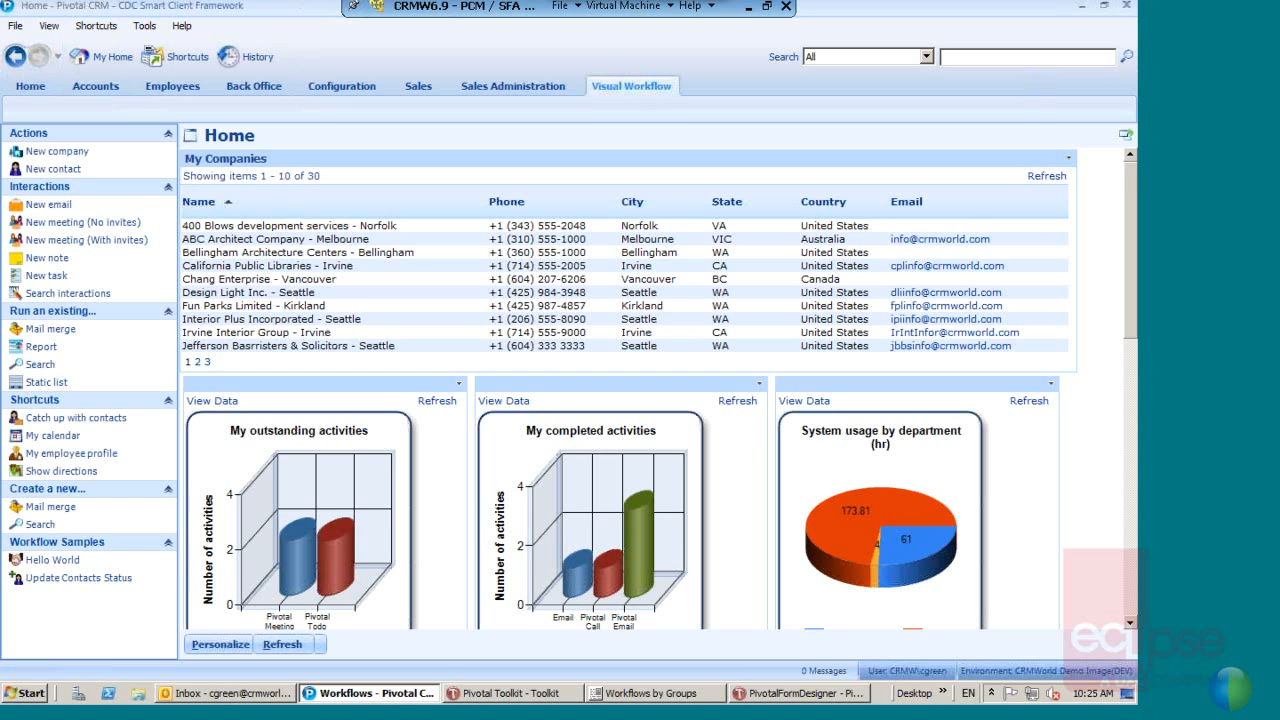 Home - Pivotal CRM - CDC Smart Client Framework
CRMW6.9 - PCM / SFA ... File Virtual Machine Help
File View Shortcuts Tools Help
My Home Shortcuts History Search All
Home Accounts Employees Back Office Configuration Sales Sales Administration Visual Workflow
Actions
New company
New contact
Interactions
New email
New meeting (No invites)
New meeting (With invites)
New note
New task
Search interactions
Run an existing...
Mail merge
Report
Search
Static list
Shortcuts
Catch up with contacts
My calendar
My employee profile
Show directions
Create a new...
Mail merge
Search
Workflow Samples
Hello World
Update Contacts Status
Home
My Companies
Showing items 1 - 10 of 30 Refresh
Name Phone City State Country Email
400 Blows development services - Norfolk +1 (343) 555-2048 Norfolk VA United States
ABC Architect Company - Melbourne +1 (310) 555-1000 Melbourne VIC Australia info@crmworld.com
Bellingham Architecture Centers - Bellingham +1 (360) 555-1000 Bellingham WA United States
California Public Libraries - Irvine +1 (714) 555-2005 Irvine CA United States cplinfo@crmworld.com
Chang Enterprise - Vancouver +1 (604) 207-6206 Vancouver BC Canada
Design Light Inc. - Seattle +1 (425) 984-3948 Seattle WA United States dliinfo@crmworld.com
Fun Parks Limited - Kirkland +1 (425) 987-4857 Kirkland WA United States fplinfo@crmworld.com
Interior Plus Incorporated - Seattle +1 (206) 555-8090 Seattle WA United States ipiinfo@crmworld.com
Irvine Interior Group - Irvine +1 (714) 555-9000 Irvine CA United States IrIntInfor@crmworld.com
Jefferson Basrristers & Solicitors - Seattle +1 (604) 333 3333 Seattle WA United States jbbsinfo@crmworld.com
1 2 3
View Data Refresh
My outstanding activities
Number of activities
4
2
0
Pivotal Meeting
Pivotal Todo
View Data Refresh
My completed activities
Number of activities
4
2
0
Email
Pivotal Call
Pivotal Email
View Data Refresh
System usage by department
(hr)
173.81
61
4
Personalize Refresh
eclipse
0 Messages User: CRMW\cgreen Environment: CRMWorld Demo Image(DEV)
Start Inbox - cgreen@crmworl... Workflows - Pivotal C... Pivotal Toolkit - Toolkit Workflows by Groups PivotalFormDesigner - Pi... Desktop » EN 10:25 AM